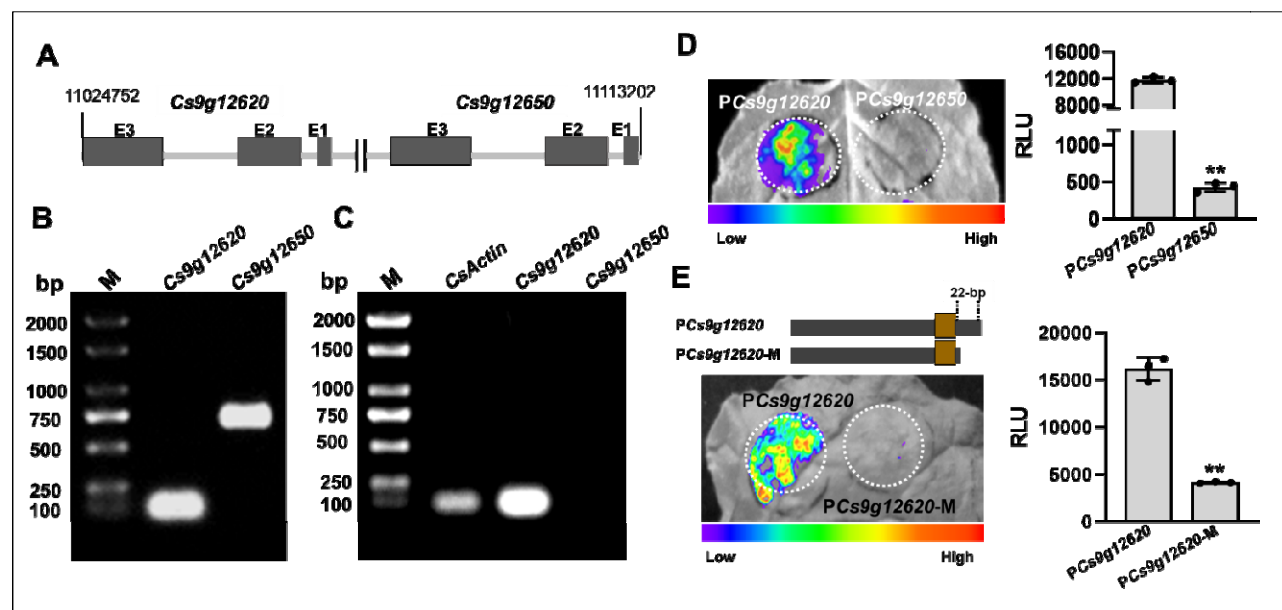 A
11024752 Cs9g12620 Cs9g12650 11113202
E3 E2 E1 E3 E2 E1
B
bp M Cs9g12620 Cs9g12650
2000
1500
1000
750
500
250
100
C
bp M CsActin Cs9g12620 Cs9g12650
2000
1500
1000
750
500
250
100
D
PCs9g12620 PCs9g12650
Low High
RLU
16000
12000
8000
1000
500
0
**
PCs9g12620
PCs9g12650
E
22-bp
PCs9g12620
PCs9g12620-M
PCs9g12620
PCs9g12620-M
Low High
RLU
20000
15000
10000
5000
0
**
PCs9g12620
PCs9g12620-M